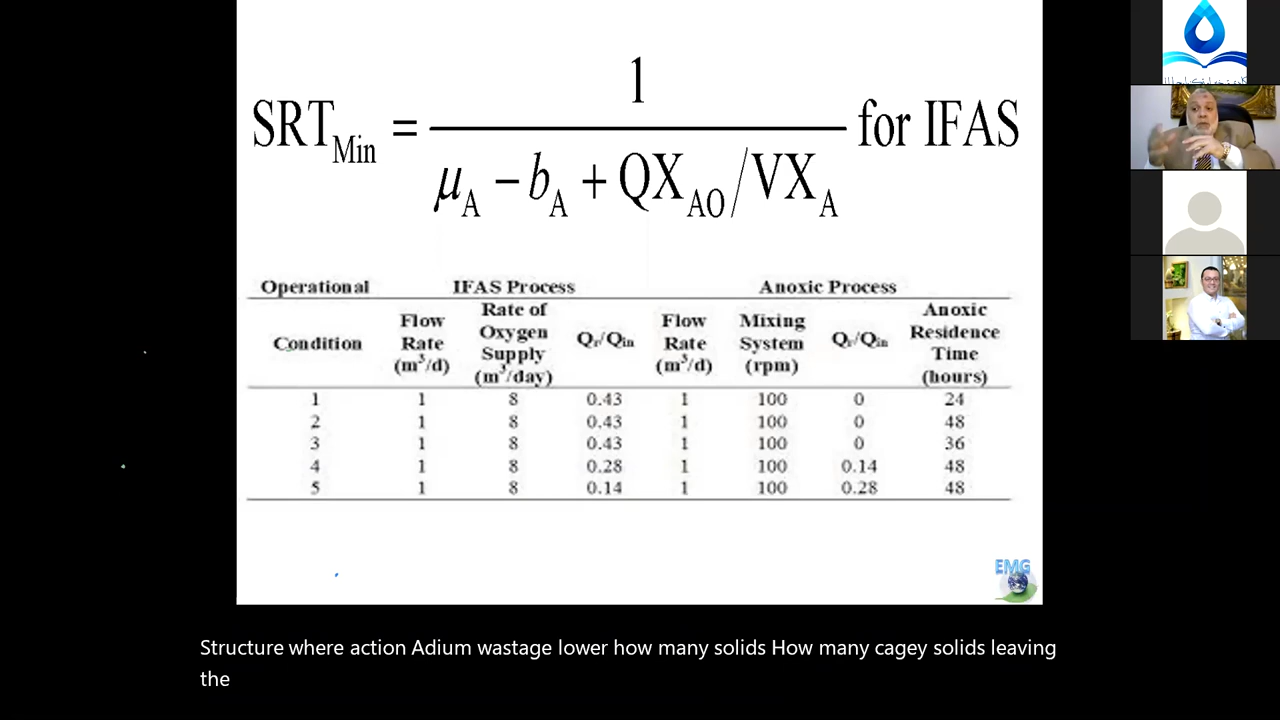 SRT_Min = 1 / (μ_A − b_A + QX_AO/VX_A) for IFAS
Operational IFAS Process Anoxic Process
Condition Flow Rate (m³/d) Rate of Oxygen Supply (m³/day) Qr/Qin Flow Rate (m³/d) Mixing System (rpm) Qr/Qin Anoxic Residence Time (hours)
1 1 8 0.43 1 100 0 24
2 1 8 0.43 1 100 0 48
3 1 8 0.43 1 100 0 36
4 1 8 0.28 1 100 0.14 48
5 1 8 0.14 1 100 0.28 48
EMG
Structure where action Adium wastage lower how many solids How many cagey solids leaving
the